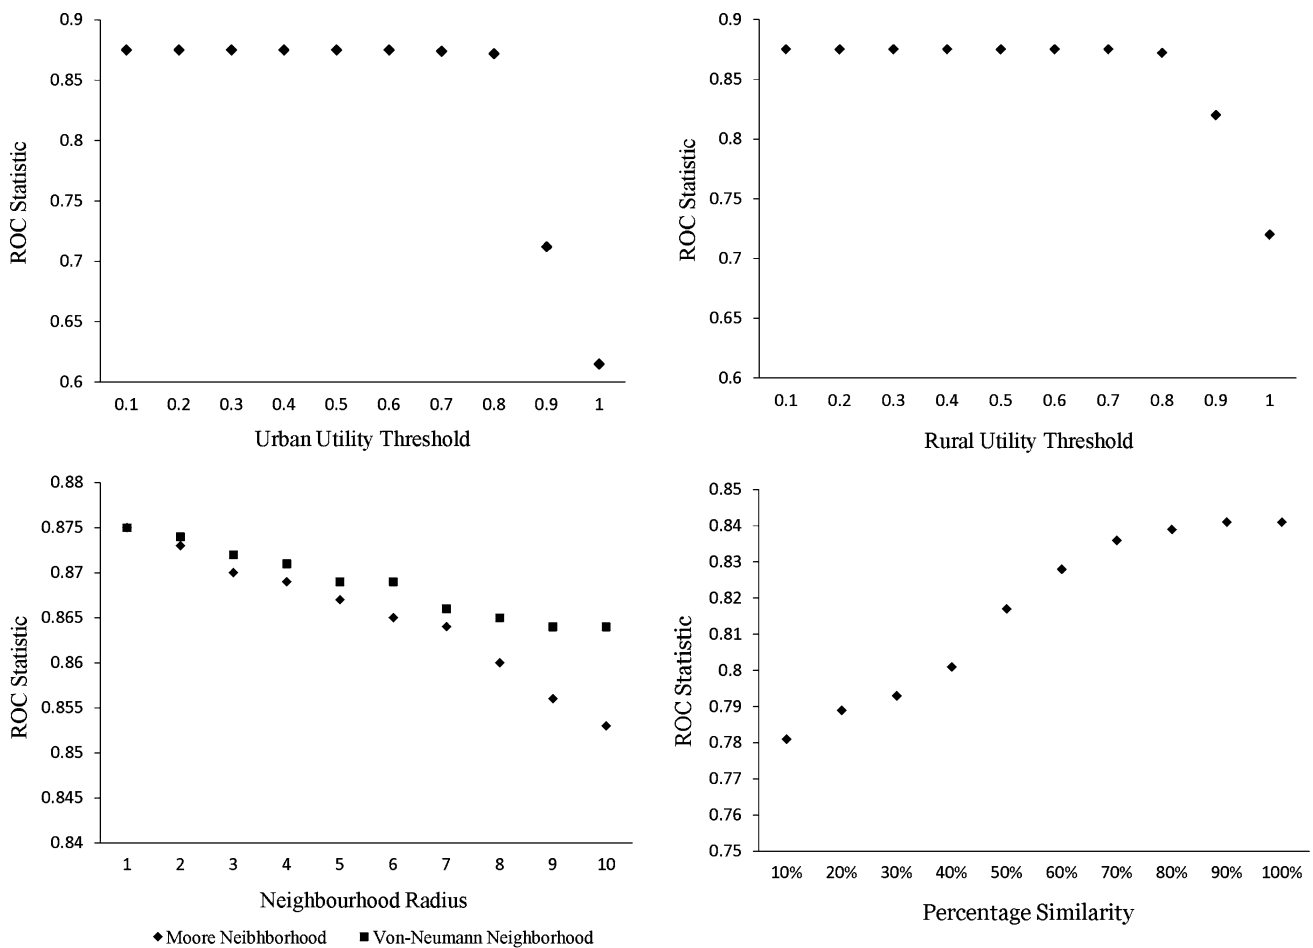 0.9
0.85
0.8
0.75
0.7
0.65
0.6
ROC Statistic
0.1 0.2 0.3 0.4 0.5 0.6 0.7 0.8 0.9 1
Urban Utility Threshold
0.9
0.85
0.8
0.75
0.7
0.65
0.6
ROC Statistic
0.1 0.2 0.3 0.4 0.5 0.6 0.7 0.8 0.9 1
Rural Utility Threshold
0.88
0.875
0.87
0.865
0.86
0.855
0.85
0.845
0.84
ROC Statistic
1 2 3 4 5 6 7 8 9 10
Neighbourhood Radius
Moore Neibhborhood Von-Neumann Neighborhood
0.85
0.84
0.83
0.82
0.81
0.8
0.79
0.78
0.77
0.76
0.75
ROC Statistic
10% 20% 30% 40% 50% 60% 70% 80% 90% 100%
Percentage Similarity